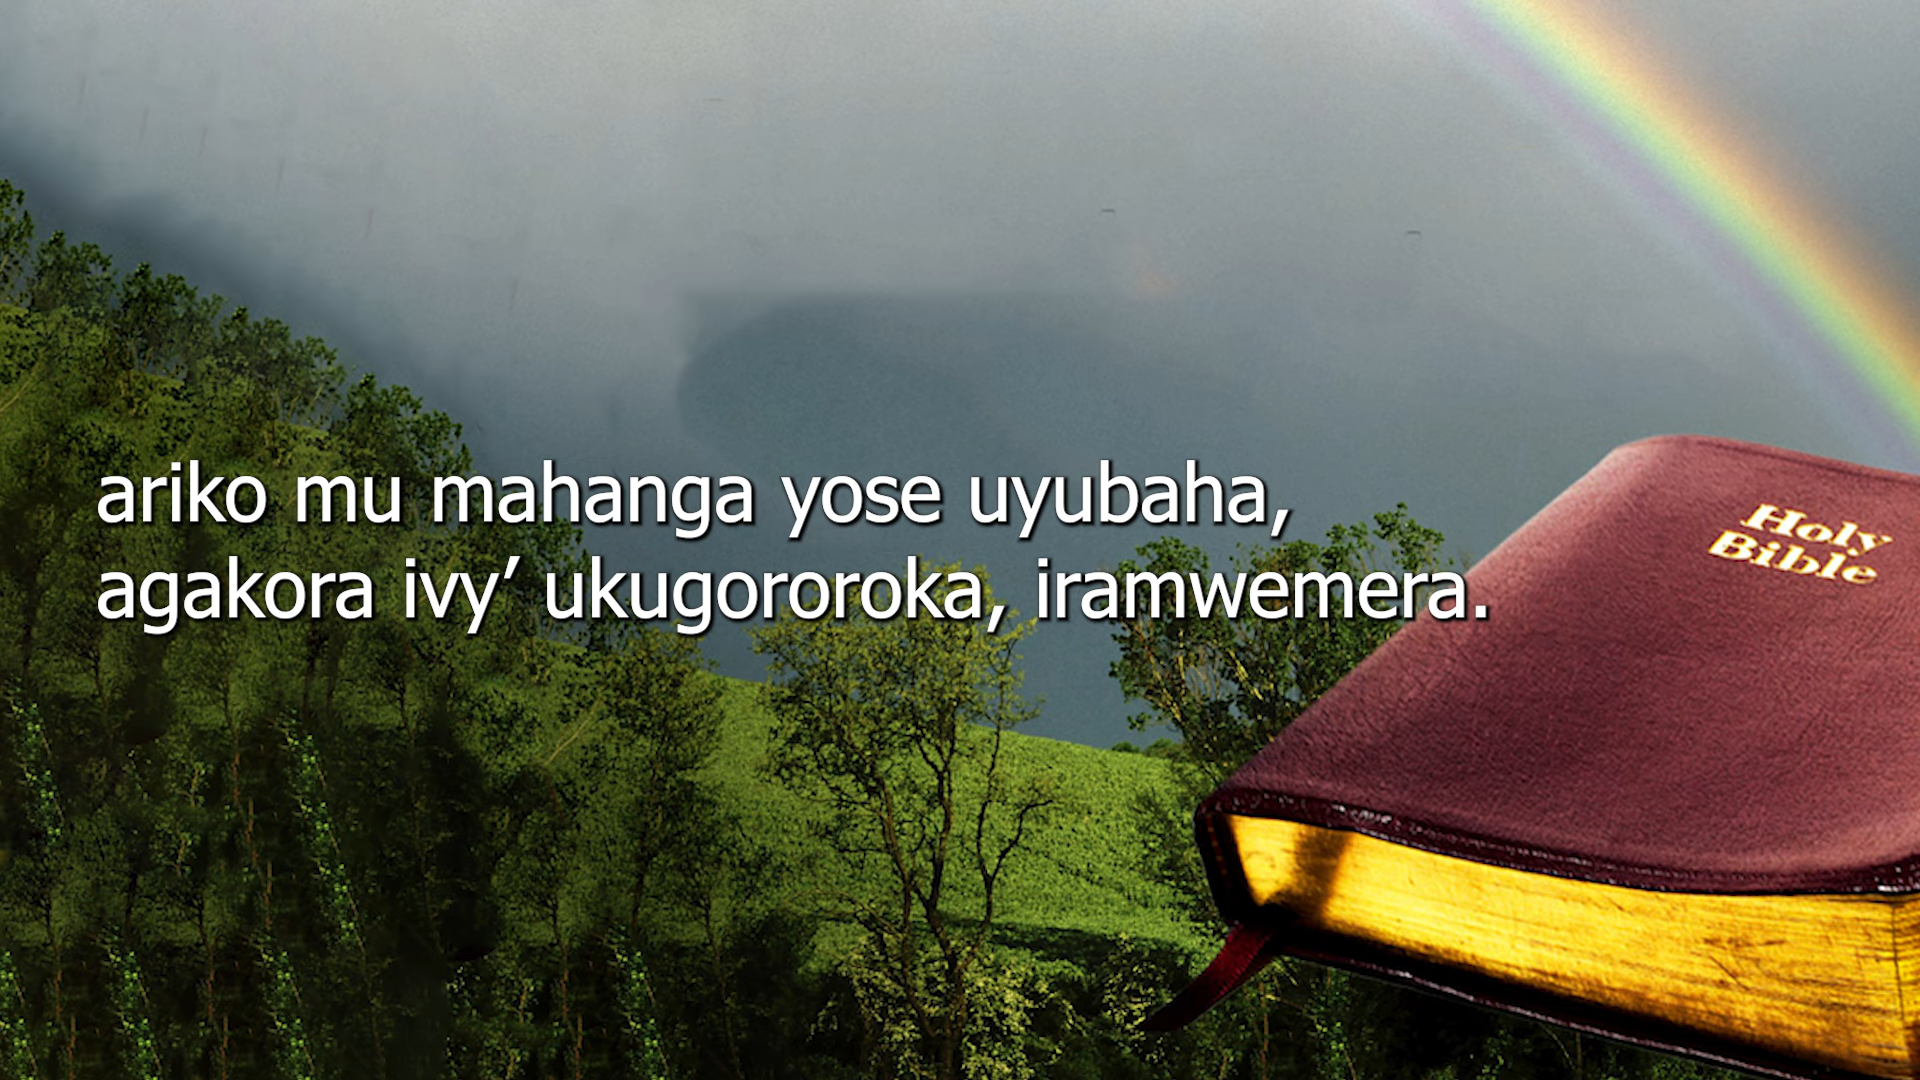 ariko mu mahanga yose uyubaha,
agakora ivy’ ukugororoka, iramwemera.
Holy
Bible